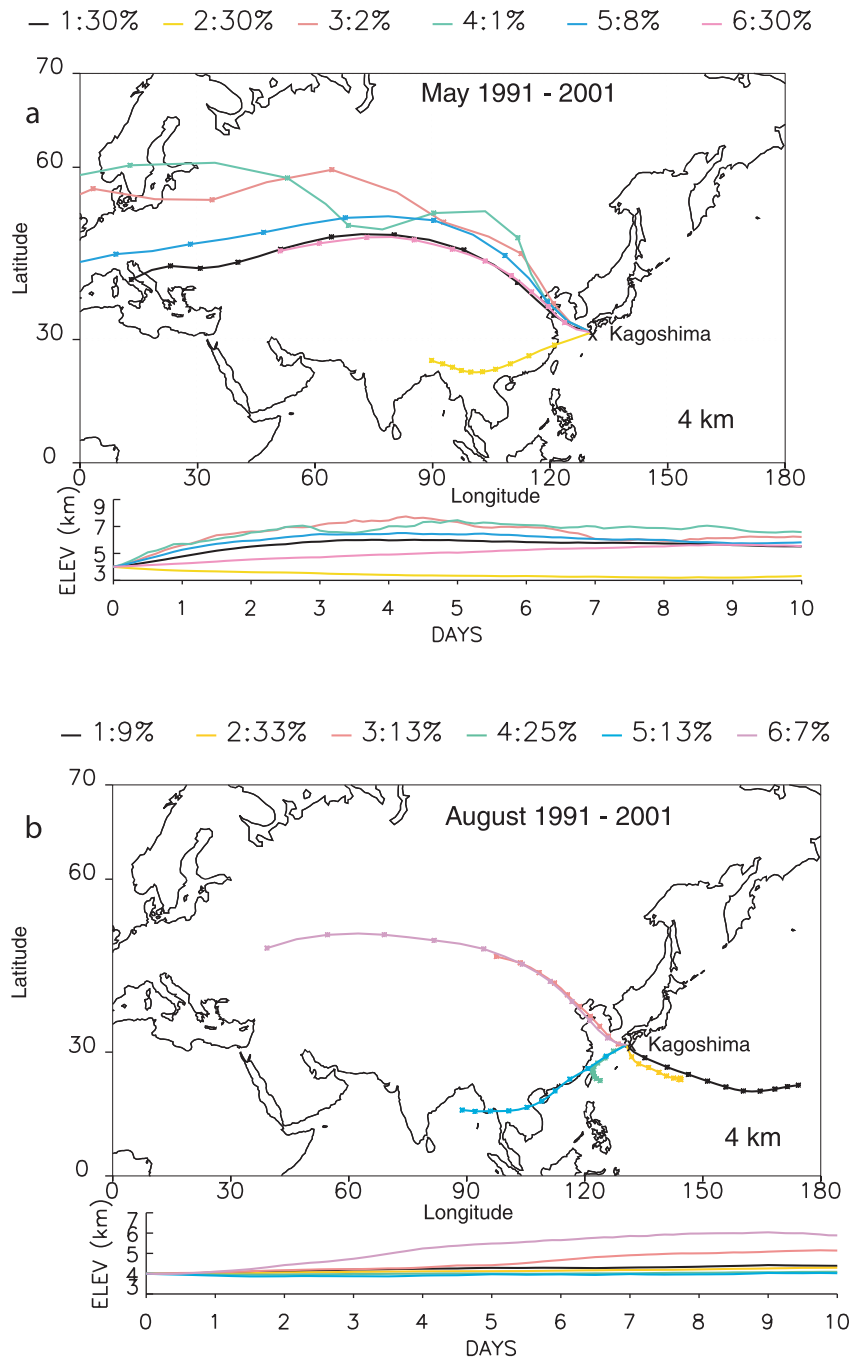 1:30% 2:30% 3:2% 4:1% 5:8% 6:30%
a
May 1991 - 2001
70
60
30
0
Latitude
Kagoshima
4 km
0 30 60 90 120 150 180
Longitude
9
7
5
3
ELEV (km)
0 1 2 3 4 5 6 7 8 9 10
DAYS
1:9% 2:33% 3:13% 4:25% 5:13% 6:7%
b
August 1991 - 2001
70
60
30
0
Latitude
Kagoshima
4 km
0 30 60 90 120 150 180
Longitude
7
6
5
4
3
ELEV (km)
0 1 2 3 4 5 6 7 8 9 10
DAYS